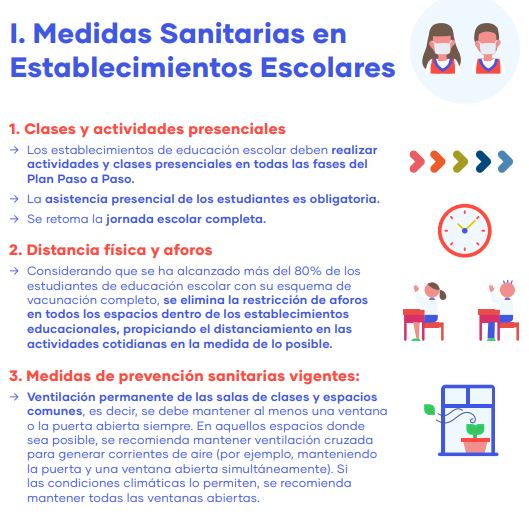 I. Medidas Sanitarias en
Establecimientos Escolares
1. Clases y actividades presenciales
→ Los establecimientos de educación escolar deben realizar
actividades y clases presenciales en todas las fases del
Plan Paso a Paso.
→ La asistencia presencial de los estudiantes es obligatoria.
→ Se retoma la jornada escolar completa.
2. Distancia física y aforos
→ Considerando que se ha alcanzado más del 80% de los
estudiantes de educación escolar con su esquema de
vacunación completo, se elimina la restricción de aforos
en todos los espacios dentro de los establecimientos
educacionales, propiciando el distanciamiento en las
actividades cotidianas en la medida de lo posible.
3. Medidas de prevención sanitarias vigentes:
→ Ventilación permanente de las salas de clases y espacios
comunes, es decir, se debe mantener al menos una ventana
o la puerta abierta siempre. En aquellos espacios donde
sea posible, se recomienda mantener ventilación cruzada
para generar corrientes de aire (por ejemplo, manteniendo
la puerta y una ventana abierta simultáneamente). Si
las condiciones climáticas lo permiten, se recomienda
mantener todas las ventanas abiertas.